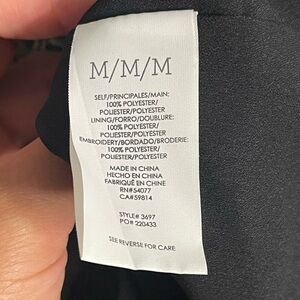 M/M/M
SELF/PRINCIPALES/MAIN:
100% POLYESTER/
POLIESTER/POLYESTER
LINING/FORRO/DOUBLURE:
100% POLYESTER/
POLIESTER/POLYESTER
EMBROIDERY/BORDADO/BRODERIE:
100% POLYESTER/
POLIESTER/POLYESTER
MADE IN CHINA
HECHO EN CHINA
FABRIQUÉ EN CHINE
RN#54077
CA#59814
STYLE# 3697
PO# 220433
SEE REVERSE FOR CARE